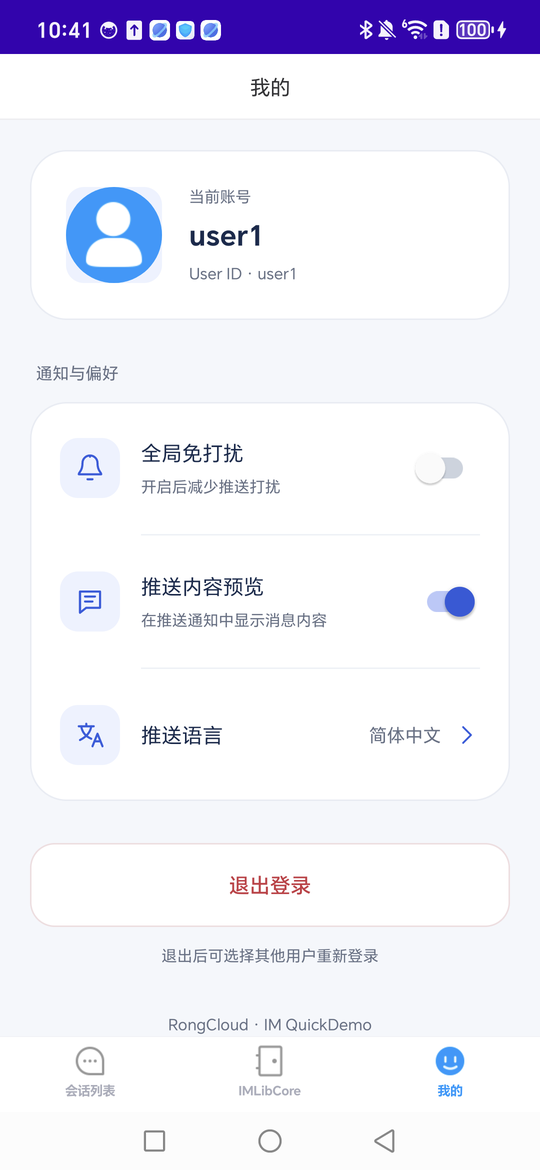 10:41
6
100
我的
当前账号
user1
User ID · user1
通知与偏好
全局免打扰
开启后减少推送打扰
推送内容预览
在推送通知中显示消息内容
推送语言
简体中文
退出登录
退出后可选择其他用户重新登录
RongCloud · IM QuickDemo
会话列表
IMLibCore
我的